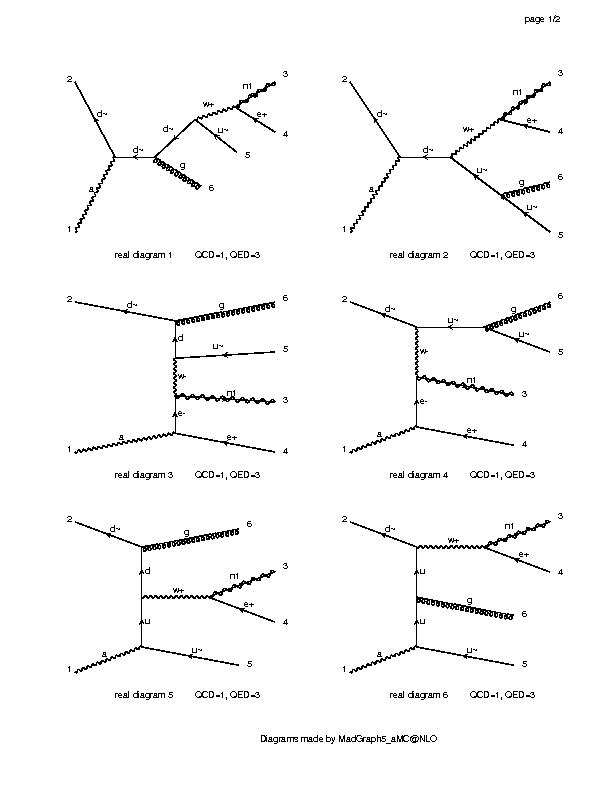 page 1/2
2
d~
a
1
d~
d~
g
6
w+
u~
5
n1
3
e+
4
real diagram 1 QCD=1, QED=3
2
d~
a
1
d~
w+
n1
3
e+
4
u~
g
6
u~
5
real diagram 2 QCD=1, QED=3
2
d~
g
6
d
u~
5
w-
n1
3
e-
a
1
e+
4
real diagram 3 QCD=1, QED=3
2
d~
u~
g
6
u~
5
w-
n1
3
e-
a
1
e+
4
real diagram 4 QCD=1, QED=3
2
d~
g
6
d
w+
n1
3
e+
4
u
a
1
u~
5
real diagram 5 QCD=1, QED=3
2
d~
w+
n1
3
e+
4
u
g
6
u
a
1
u~
5
real diagram 6 QCD=1, QED=3
Diagrams made by MadGraph5_aMC@NLO